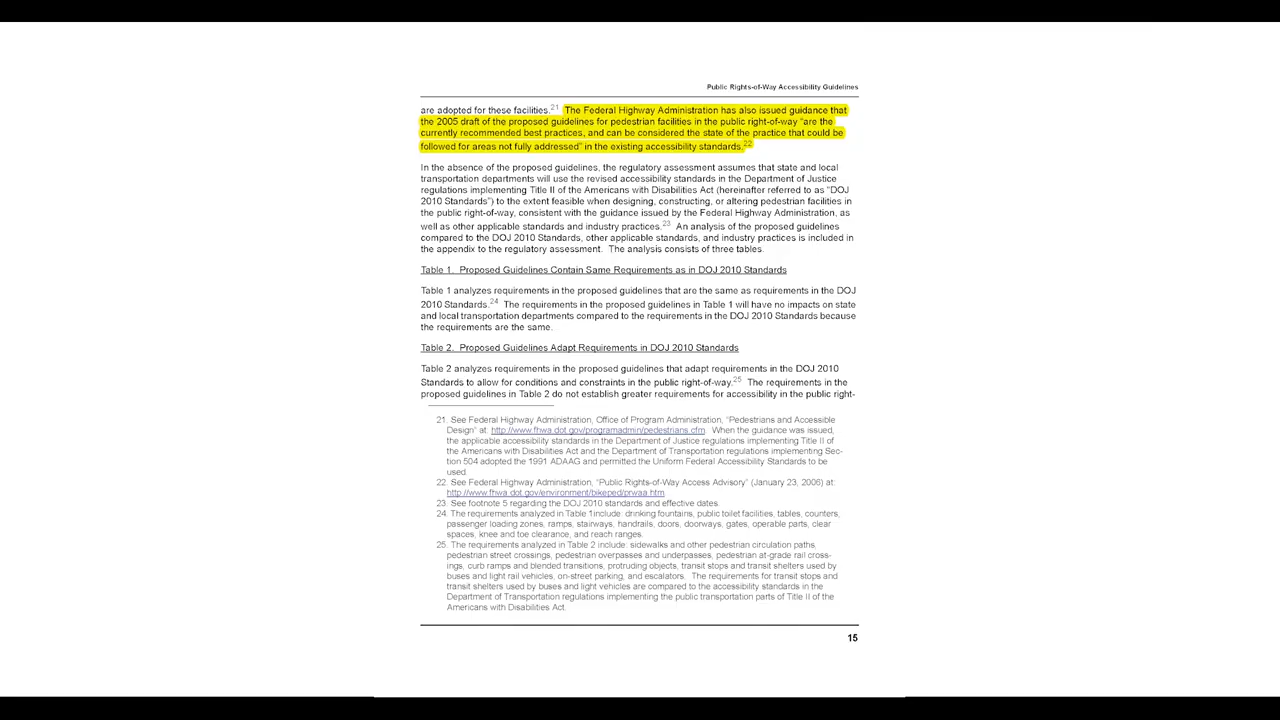 Public Rights-of-Way Accessibility Guidelines
are adopted for these facilities.21 The Federal Highway Administration has also issued guidance that
the 2005 draft of the proposed guidelines for pedestrian facilities in the public right-of-way “are the
currently recommended best practices, and can be considered the state of the practice that could be
followed for areas not fully addressed” in the existing accessibility standards.22
In the absence of the proposed guidelines, the regulatory assessment assumes that state and local
transportation departments will use the revised accessibility standards in the Department of Justice
regulations implementing Title II of the Americans with Disabilities Act (hereinafter referred to as “DOJ
2010 Standards”) to the extent feasible when designing, constructing, or altering pedestrian facilities in
the public right-of-way, consistent with the guidance issued by the Federal Highway Administration, as
well as other applicable standards and industry practices.23 An analysis of the proposed guidelines
compared to the DOJ 2010 Standards, other applicable standards, and industry practices is included in
the appendix to the regulatory assessment. The analysis consists of three tables.
Table 1. Proposed Guidelines Contain Same Requirements as in DOJ 2010 Standards
Table 1 analyzes requirements in the proposed guidelines that are the same as requirements in the DOJ
2010 Standards.24 The requirements in the proposed guidelines in Table 1 will have no impacts on state
and local transportation departments compared to the requirements in the DOJ 2010 Standards because
the requirements are the same.
Table 2. Proposed Guidelines Adapt Requirements in DOJ 2010 Standards
Table 2 analyzes requirements in the proposed guidelines that adapt requirements in the DOJ 2010
Standards to allow for conditions and constraints in the public right-of-way.25 The requirements in the
proposed guidelines in Table 2 do not establish greater requirements for accessibility in the public right-
21. See Federal Highway Administration, Office of Program Administration, “Pedestrians and Accessible
Design” at: http://www.fhwa.dot.gov/programadmin/pedestrians.cfm. When the guidance was issued,
the applicable accessibility standards in the Department of Justice regulations implementing Title II of
the Americans with Disabilities Act and the Department of Transportation regulations implementing Sec-
tion 504 adopted the 1991 ADAAG and permitted the Uniform Federal Accessibility Standards to be
used.
22. See Federal Highway Administration, “Public Rights-of-Way Access Advisory” (January 23, 2006) at:
http://www.fhwa.dot.gov/environment/bikeped/prwaa.htm.
23. See footnote 5 regarding the DOJ 2010 standards and effective dates.
24. The requirements analyzed in Table 1include: drinking fountains, public toilet facilities, tables, counters,
passenger loading zones, ramps, stairways, handrails, doors, doorways, gates, operable parts, clear
spaces, knee and toe clearance, and reach ranges.
25. The requirements analyzed in Table 2 include: sidewalks and other pedestrian circulation paths,
pedestrian street crossings, pedestrian overpasses and underpasses, pedestrian at-grade rail cross-
ings, curb ramps and blended transitions, protruding objects, transit stops and transit shelters used by
buses and light rail vehicles, on-street parking, and escalators. The requirements for transit stops and
transit shelters used by buses and light vehicles are compared to the accessibility standards in the
Department of Transportation regulations implementing the public transportation parts of Title II of the
Americans with Disabilities Act.
15